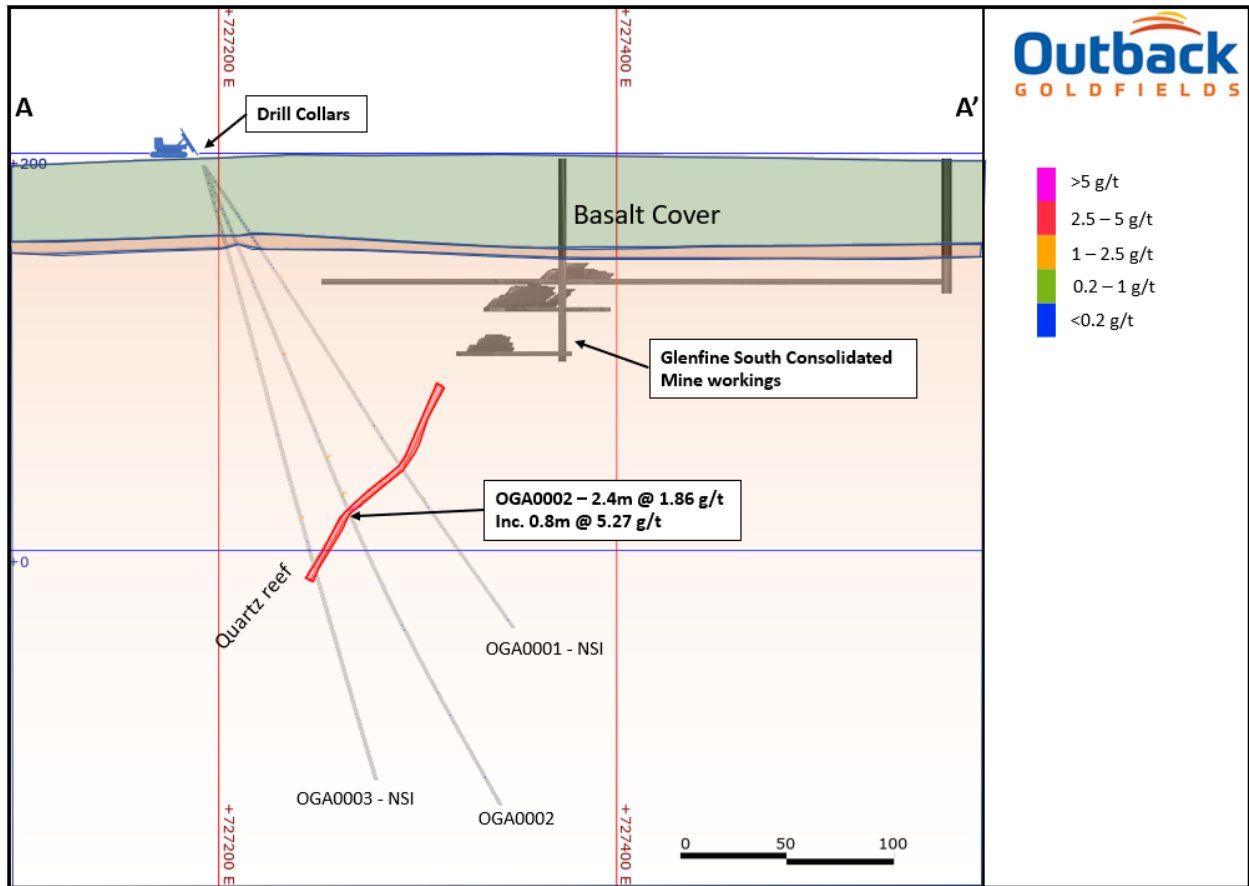 +727200 E
+727400 E
Outback
GOLDFIELDS
A
A'
Drill Collars
+200
Basalt Cover
>5 g/t
2.5 – 5 g/t
1 – 2.5 g/t
0.2 – 1 g/t
<0.2 g/t
Glenfine South Consolidated
Mine workings
OGA0002 – 2.4m @ 1.86 g/t
Inc. 0.8m @ 5.27 g/t
+0
Quartz reef
OGA0001 - NSI
OGA0003 - NSI
OGA0002
+727200 E
+727400 E
0 50 100